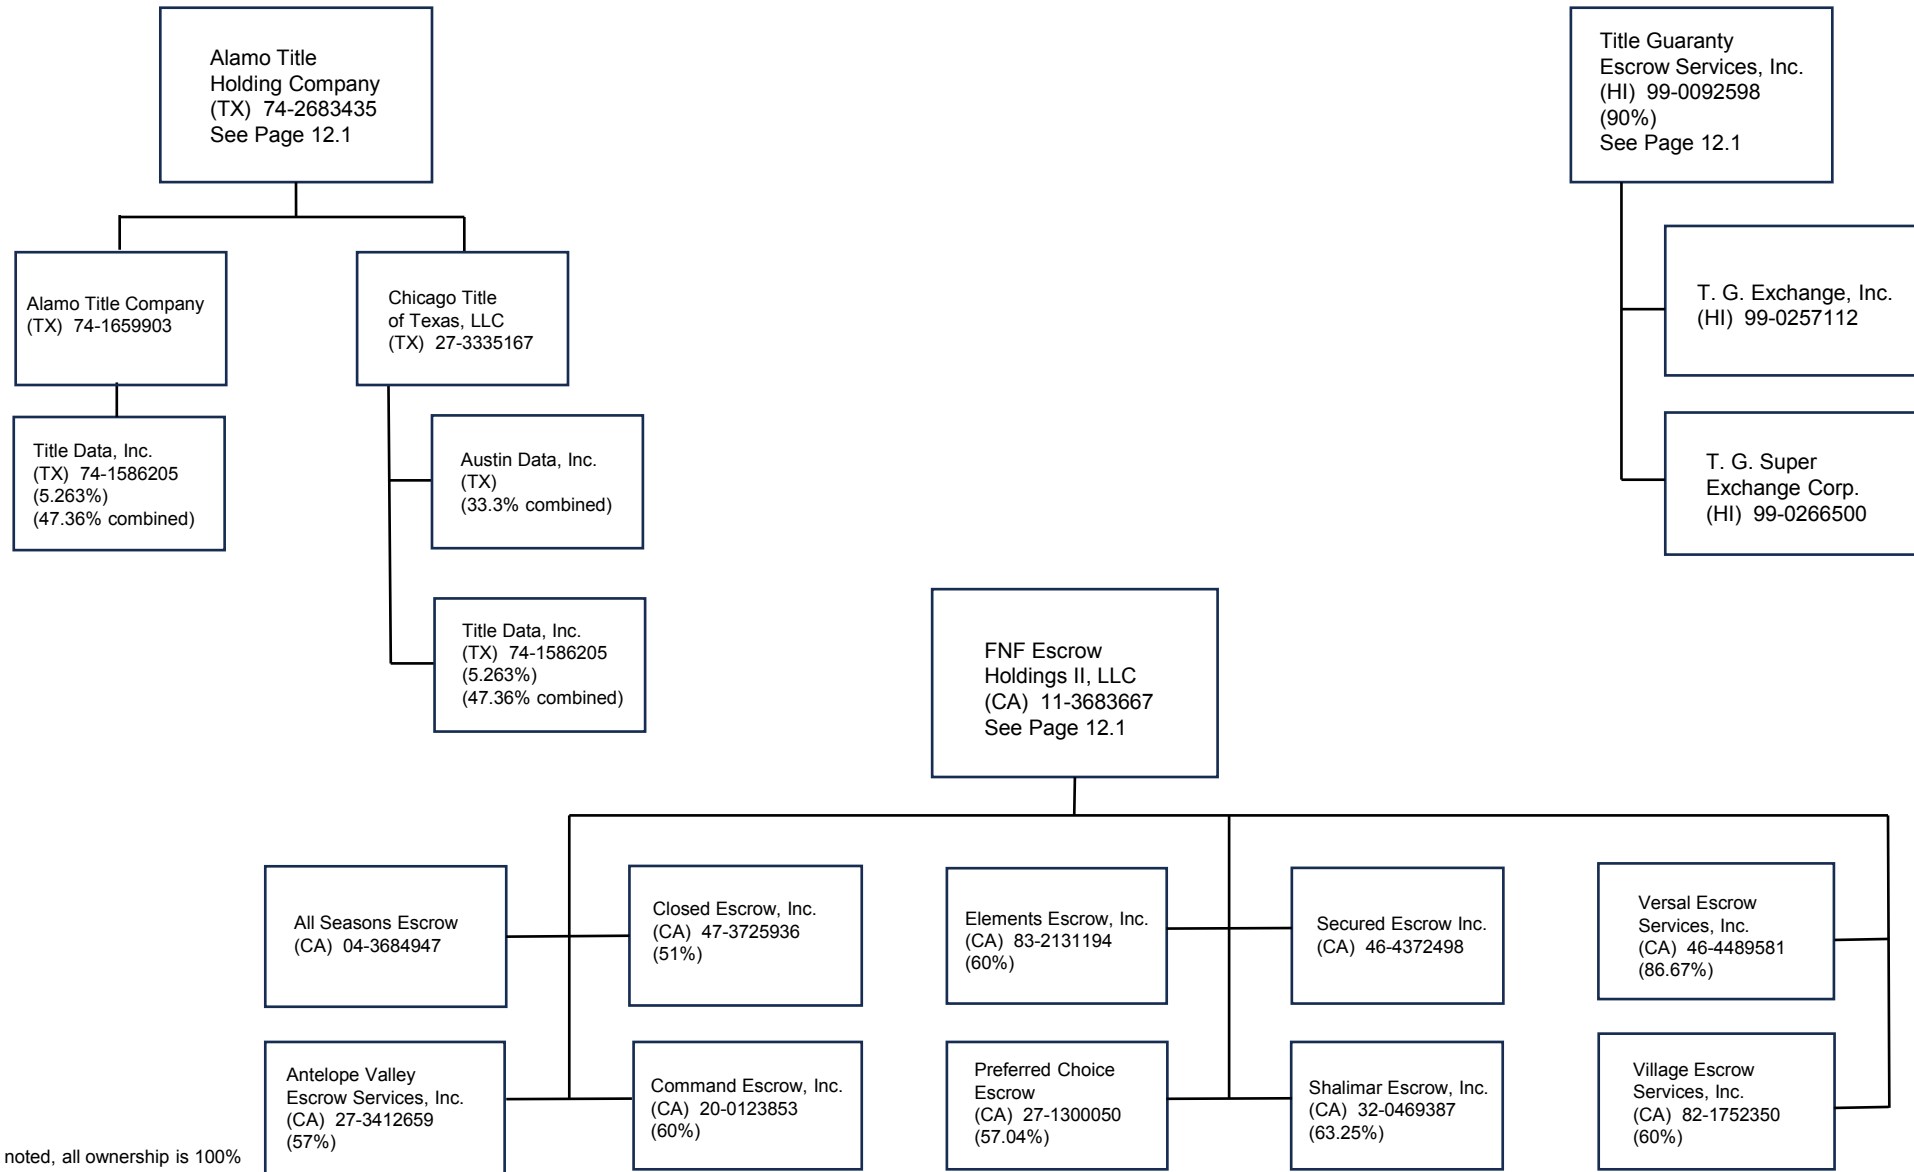 Alamo Title
Holding Company
(TX) 74-2683435
See Page 12.1
Title Guaranty
Escrow Services, Inc.
(HI) 99-0092598
(90%)
See Page 12.1
Alamo Title Company
(TX) 74-1659903
Chicago Title
of Texas, LLC
(TX) 27-3335167
T. G. Exchange, Inc.
(HI) 99-0257112
Title Data, Inc.
(TX) 74-1586205
(5.263%)
(47.36% combined)
Austin Data, Inc.
(TX)
(33.3% combined)
T. G. Super
Exchange Corp.
(HI) 99-0266500
Title Data, Inc.
(TX) 74-1586205
(5.263%)
(47.36% combined)
FNF Escrow
Holdings II, LLC
(CA) 11-3683667
See Page 12.1
All Seasons Escrow
(CA) 04-3684947
Closed Escrow, Inc.
(CA) 47-3725936
(51%)
Elements Escrow, Inc.
(CA) 83-2131194
(60%)
Secured Escrow Inc.
(CA) 46-4372498
Versal Escrow
Services, Inc.
(CA) 46-4489581
(86.67%)
Antelope Valley
Escrow Services, Inc.
(CA) 27-3412659
(57%)
Command Escrow, Inc.
(CA) 20-0123853
(60%)
Preferred Choice
Escrow
(CA) 27-1300050
(57.04%)
Shalimar Escrow, Inc.
(CA) 32-0469387
(63.25%)
Village Escrow
Services, Inc.
(CA) 82-1752350
(60%)
noted, all ownership is 100%